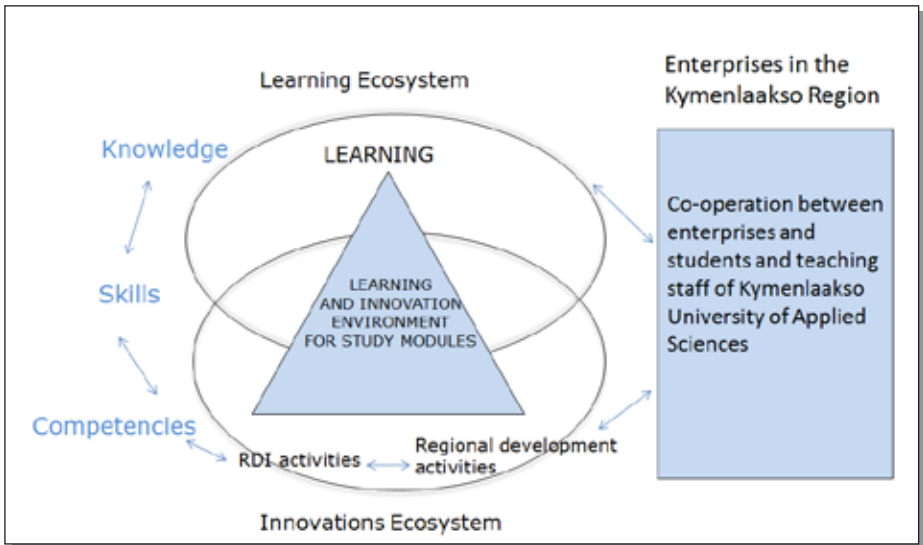 Learning Ecosystem
Enterprises in the
Kymenlaakso Region
Knowledge
LEARNING
Skills
LEARNING
AND INNOVATION
ENVIRONMENT
FOR STUDY MODULES
Co-operation between
enterprises and
students and teaching
staff of Kymenlaakso
University of Applied
Sciences
Competencies
RDI activities
Regional development
activities
Innovations Ecosystem